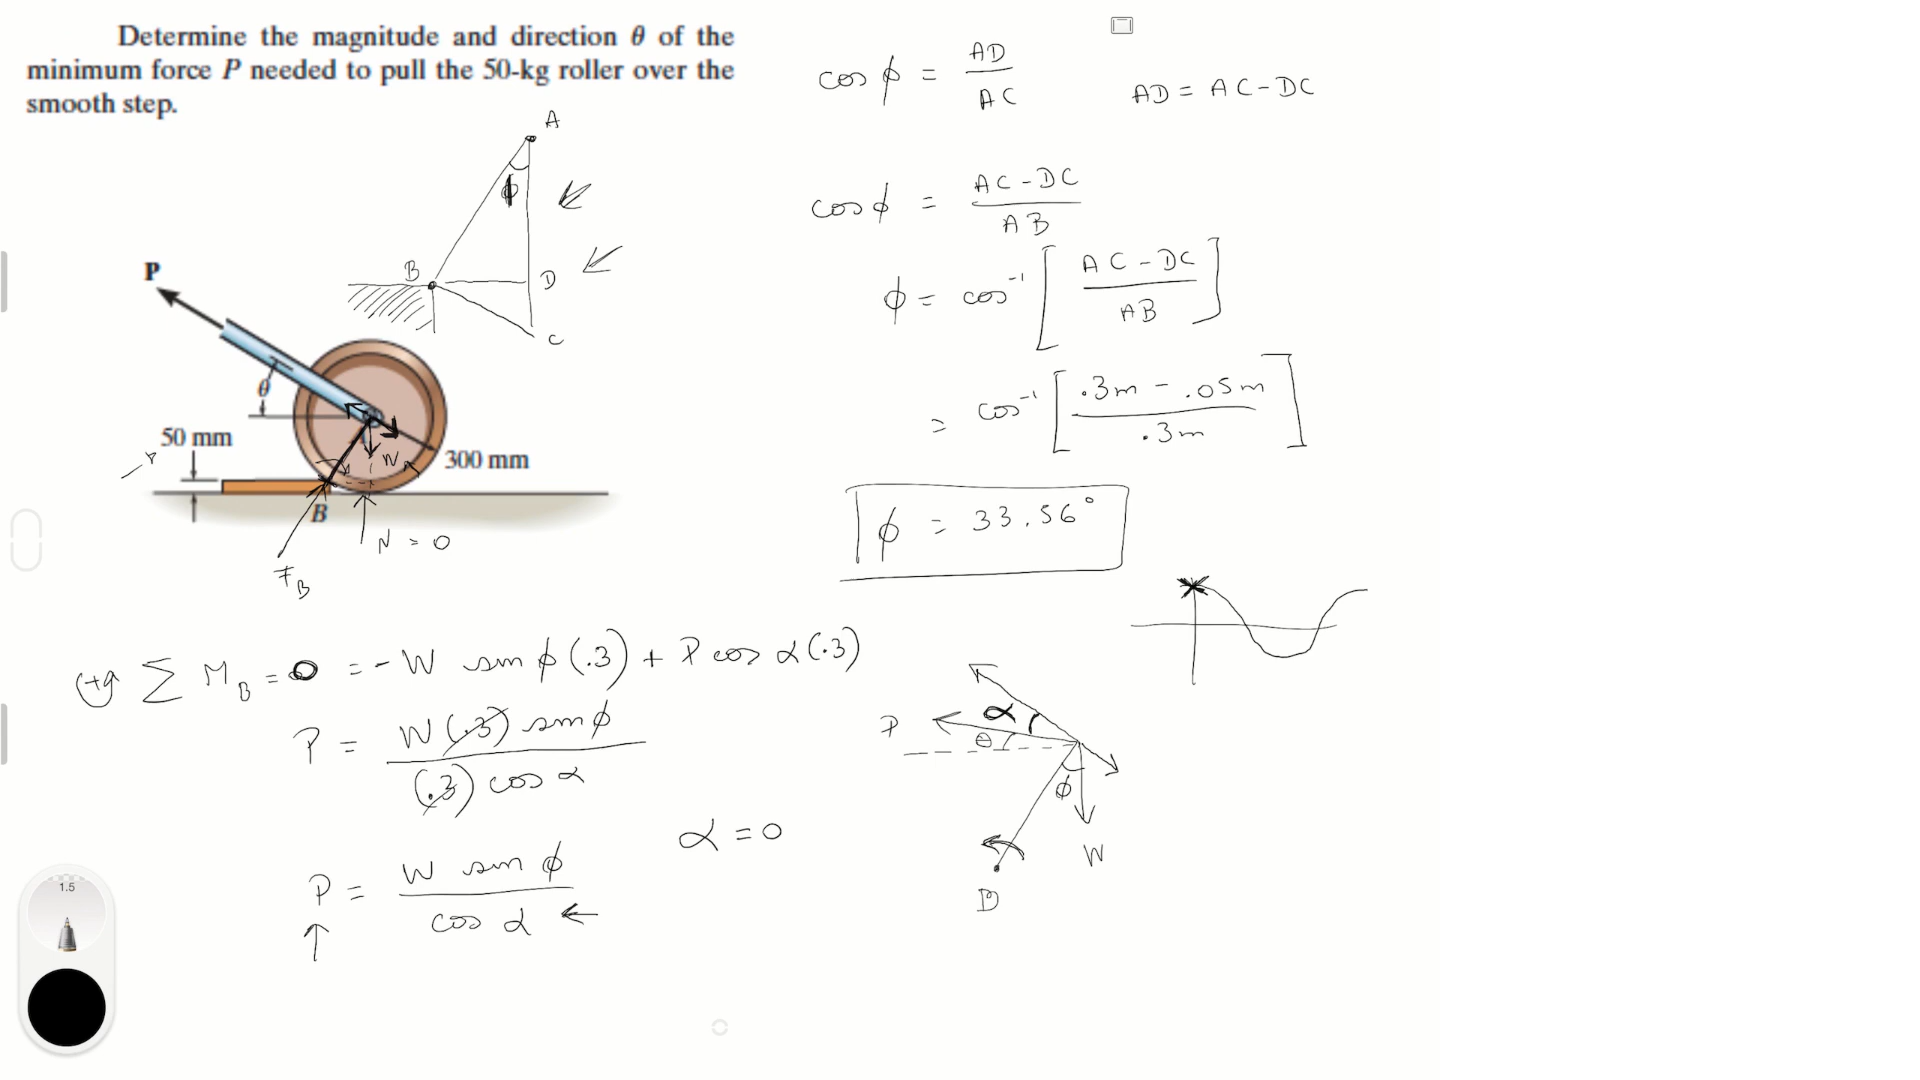 Determine the magnitude and direction θ of the
minimum force P needed to pull the 50-kg roller over the
smooth step.
A
ϕ
B
D
C
P
θ
50 mm
r
A
W
300 mm
B
N = 0
F_B
cos ϕ = AD / AC
AD = AC - DC
cos ϕ = AC - DC / AB
ϕ = cos⁻¹ [ AC - DC / AB ]
= cos⁻¹ [ .3m - .05m / .3m ]
ϕ = 33.56°
∑ M_B = 0 = - W sin ϕ (.3) + P cos α (.3)
P = W (.3) sin ϕ / (.3) cos α
P = W sin ϕ / cos α
α = 0
P
α
θ
ϕ
W
B
1.5